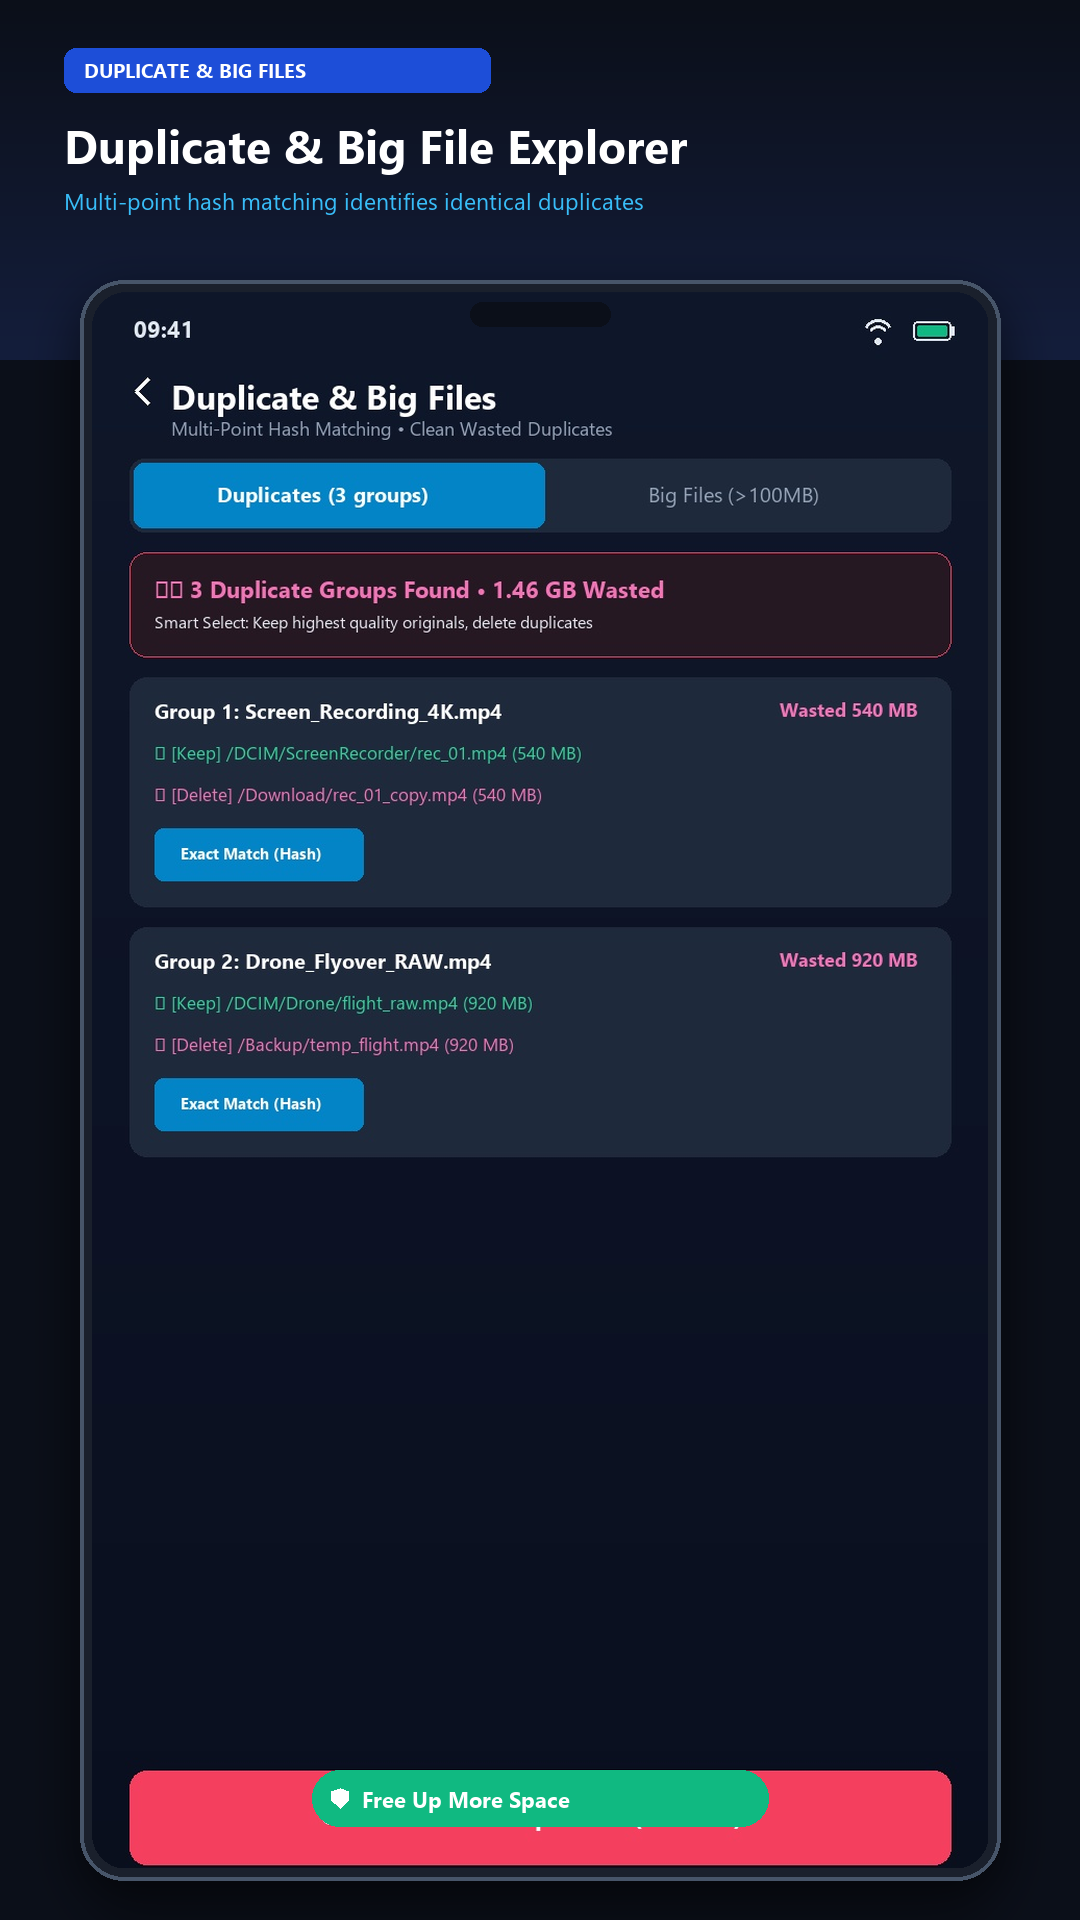 DUPLICATE & BIG FILES
Duplicate & Big File Explorer
Multi-point hash matching identifies identical duplicates
09:41
Duplicate & Big Files
Multi-Point Hash Matching • Clean Wasted Duplicates
Duplicates (3 groups)
Big Files (>100MB)
3 Duplicate Groups Found • 1.46 GB Wasted
Smart Select: Keep highest quality originals, delete duplicates
Group 1: Screen_Recording_4K.mp4
Wasted 540 MB
[Keep] /DCIM/ScreenRecorder/rec_01.mp4 (540 MB)
[Delete] /Download/rec_01_copy.mp4 (540 MB)
Exact Match (Hash)
Group 2: Drone_Flyover_RAW.mp4
Wasted 920 MB
[Keep] /DCIM/Drone/flight_raw.mp4 (920 MB)
[Delete] /Backup/temp_flight.mp4 (920 MB)
Exact Match (Hash)
Free Up More Space